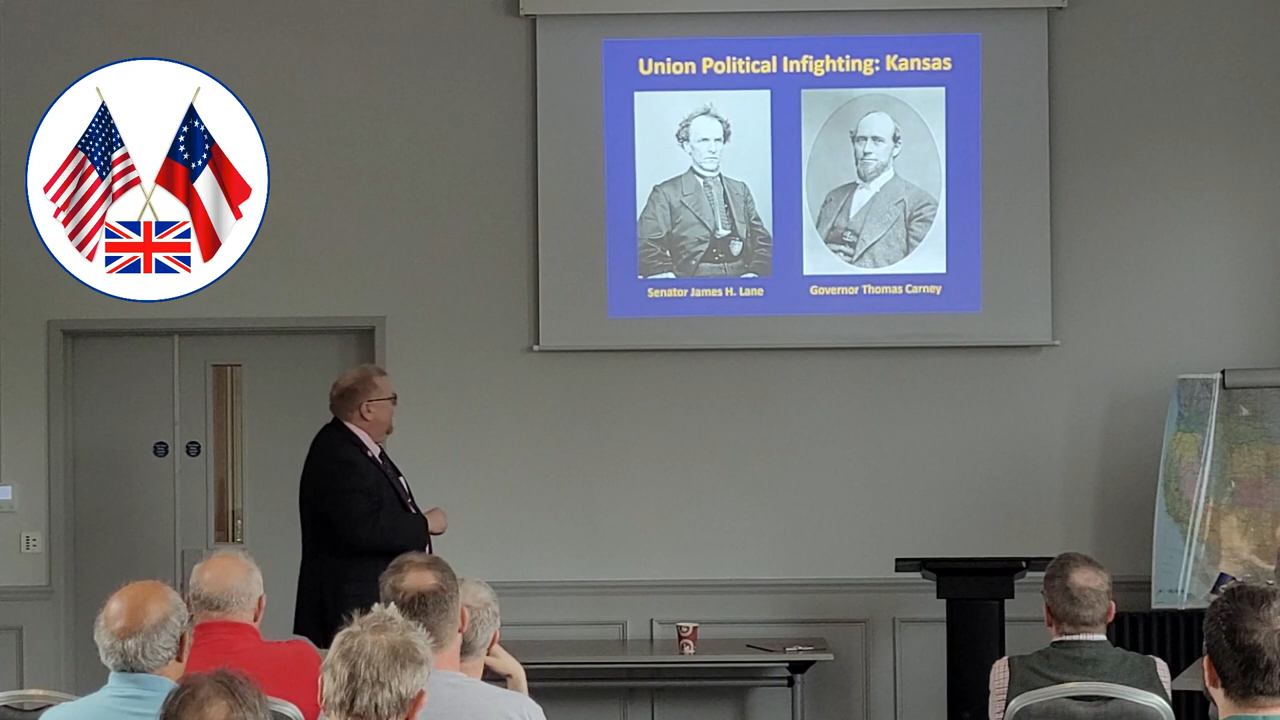 Union Political Infighting: Kansas
Senator James H. Lane
Governor Thomas Carney